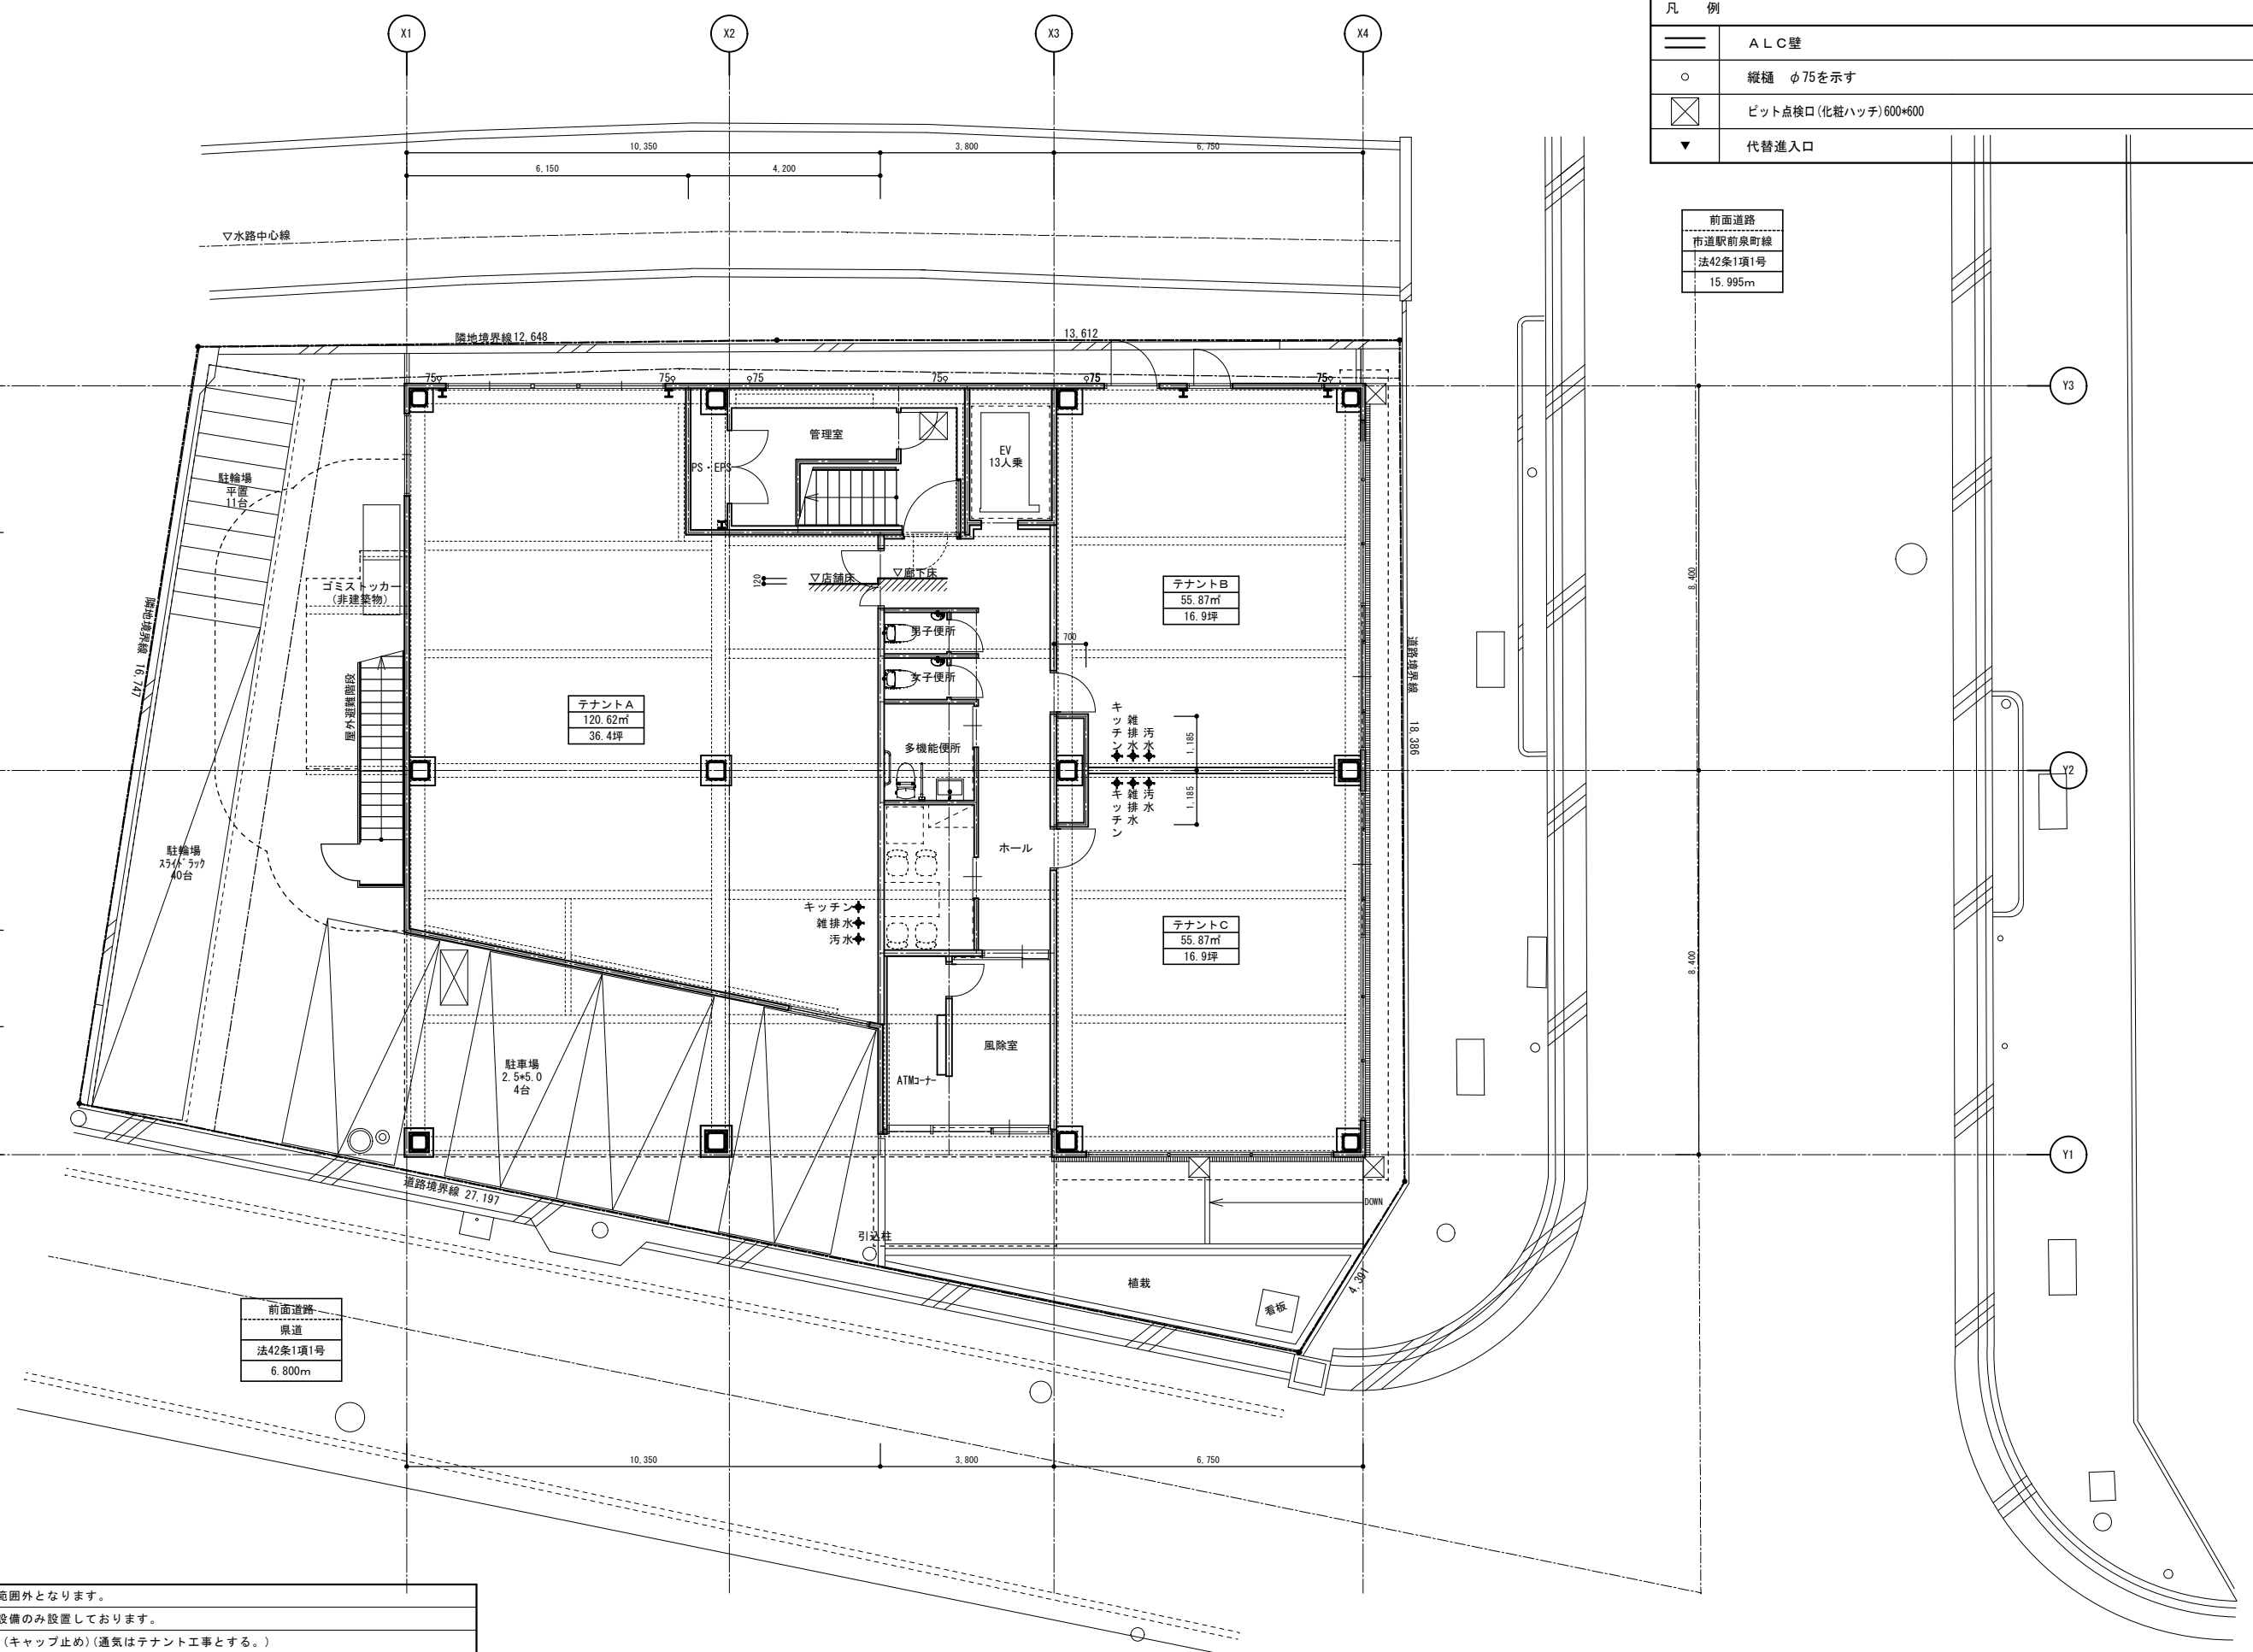 X1
X2
X3
X4
凡　例
ＡＬＣ壁
縦樋　φ75を示す
ピット点検口(化粧ハッチ)600*600
代替進入口
10,350
3,800
6,750
6,150
4,200
▽水路中心線
前面道路
市道駅前泉町線
法42条1項1号
15.995m
隣地境界線12,648
13,612
75
75
75
75
75
75
Y3
管理室
PS・EPS
EV
13人乗
駐輪場
平置
11台
ゴミストッカー
(非建築物)
120
▽店舗床
▽廊下床
テナントB
55.87㎡
16.9坪
8,400
隣地境界線 16,747
男子便所
女子便所
700
道路境界線 18,386
屋外避難階段
テナントA
120.62㎡
36.4坪
多機能便所
キッチン
雑排水
汚水
1,185
Y2
キッチン
雑排水
汚水
1,185
駐輪場
ｽﾗｲﾄﾞﾗｯｸ
40台
ホール
キッチン
雑排水
汚水
テナントC
55.87㎡
16.9坪
8,400
駐車場
2.5*5.0
4台
風除室
ATMｺｰﾅｰ
Y1
道路境界線 27,197
DOWN
引込柱
植栽
看板
4,391
前面道路
県道
法42条1項1号
6.800m
10,350
3,800
6,750
範囲外となります。
設備のみ設置しております。
(キャップ止め)(通気はテナント工事とする。)